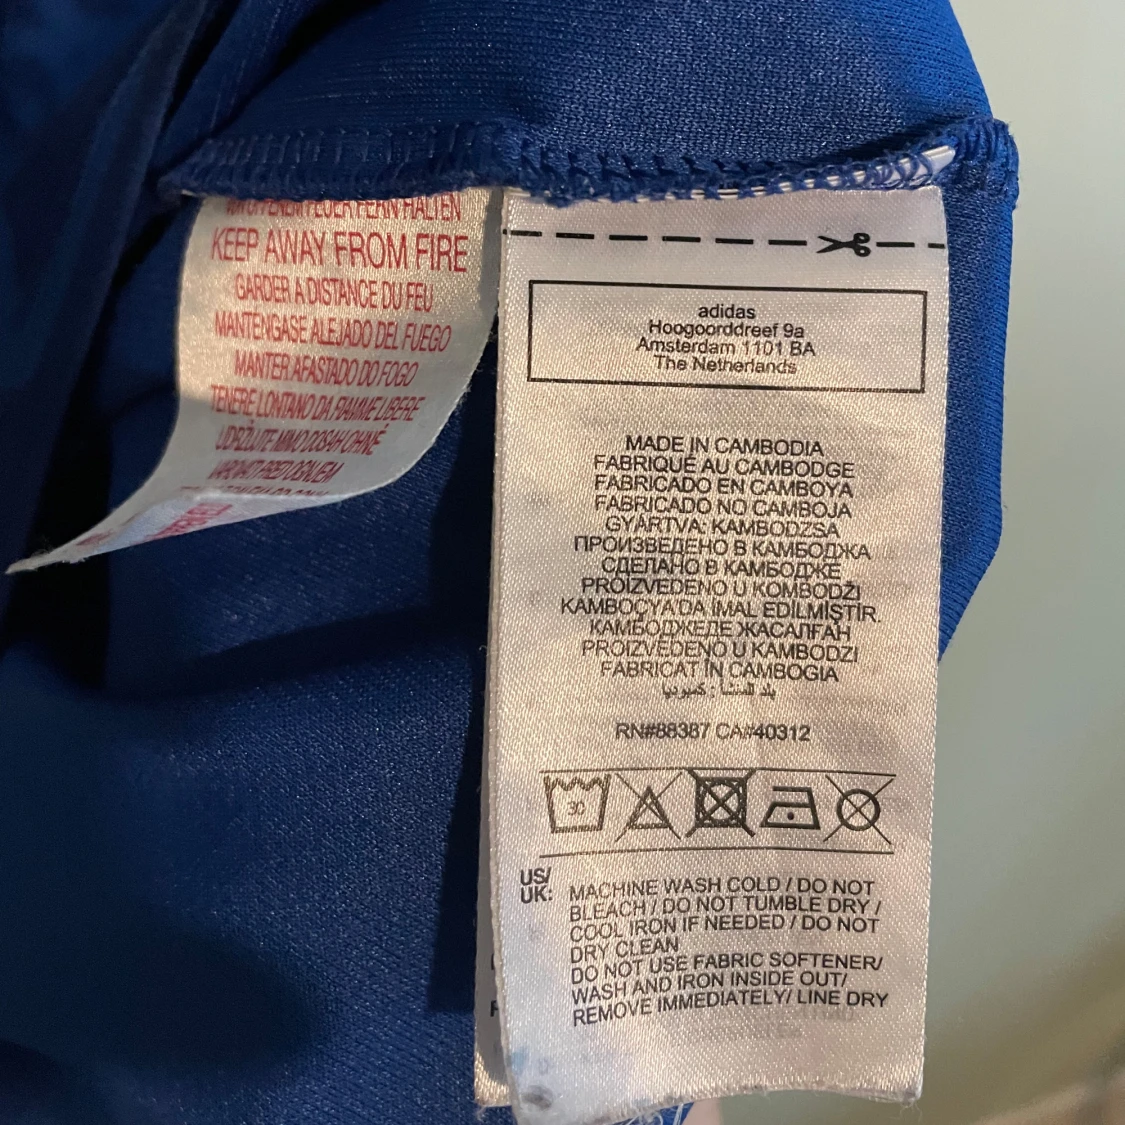 KEEP AWAY FROM FIRE
GARDER A DISTANCE DU FEU
MANTENGASE ALEJADO DEL FUEGO
MANTER AFASTADO DO FOGO
TENERE LONTANO DA FIAMME LIBERE
adidas
Hoogoorddreef 9a
Amsterdam 1101 BA
The Netherlands
MADE IN CAMBODIA
FABRIQUÉ AU CAMBODGE
FABRICADO EN CAMBOYA
FABRICADO NO CAMBOJA
GYÁRTVA: KAMBODZSA
ПРОИЗВЕДЕНО В КАМБОДЖА
СДЕЛАНО В КАМБОДЖЕ
PROIZVEDENO U KOMBODŽI
KAMBOÇYA'DA İMAL EDİLMİŞTİR.
КАМБОДЖЕДЕ ЖАСАЛҒАН
PROIZVEDENO U KAMBODZI
FABRICAT ÎN CAMBOGIA
بلد المنشأ : كمبوديا
RN#88387 CA#40312
30
US/
UK:
MACHINE WASH COLD / DO NOT
BLEACH / DO NOT TUMBLE DRY /
COOL IRON IF NEEDED / DO NOT
DRY CLEAN
DO NOT USE FABRIC SOFTENER/
WASH AND IRON INSIDE OUT/
REMOVE IMMEDIATELY/ LINE DRY